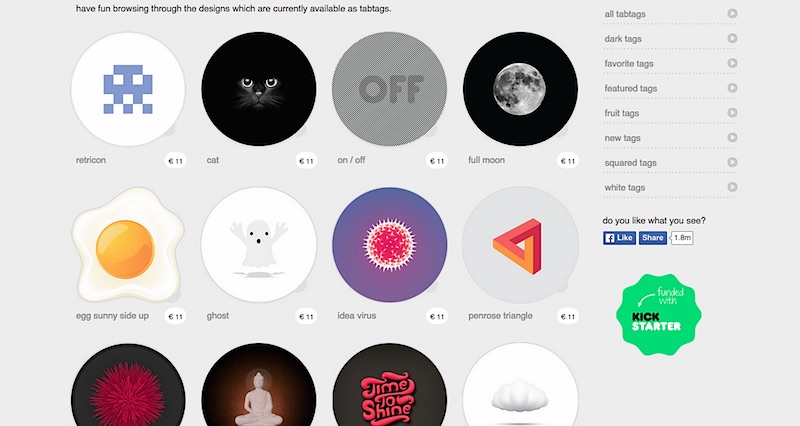 have fun browsing through the designs which are currently available as tabtags.
all tabtags
dark tags
favorite tags
featured tags
fruit tags
new tags
squared tags
white tags
OFF
retricon
€ 11
cat
€ 11
on / off
€ 11
full moon
€ 11
do you like what you see?
Like
Share
1.8m
egg sunny side up
€ 11
ghost
€ 11
idea virus
€ 11
penrose triangle
€ 11
funded
with
KICK
STARTER
Time
To
Shine